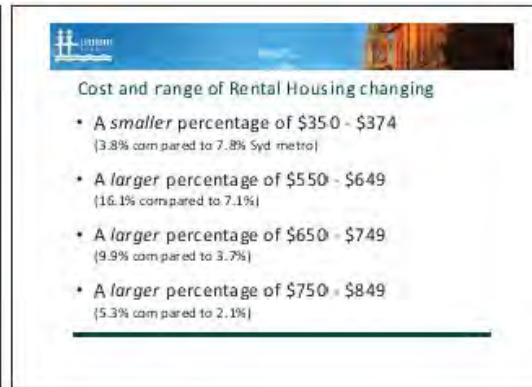 Cost and range of Rental Housing changing
• A smaller percentage of $350 - $374
(3.8% compared to 7.8% Syd metro)
• A larger percentage of $550 - $649
(16.1% compared to 7.1%)
• A larger percentage of $650 - $749
(9.9% compared to 3.7%)
• A larger percentage of $750 - $849
(5.3% compared to 2.1%)